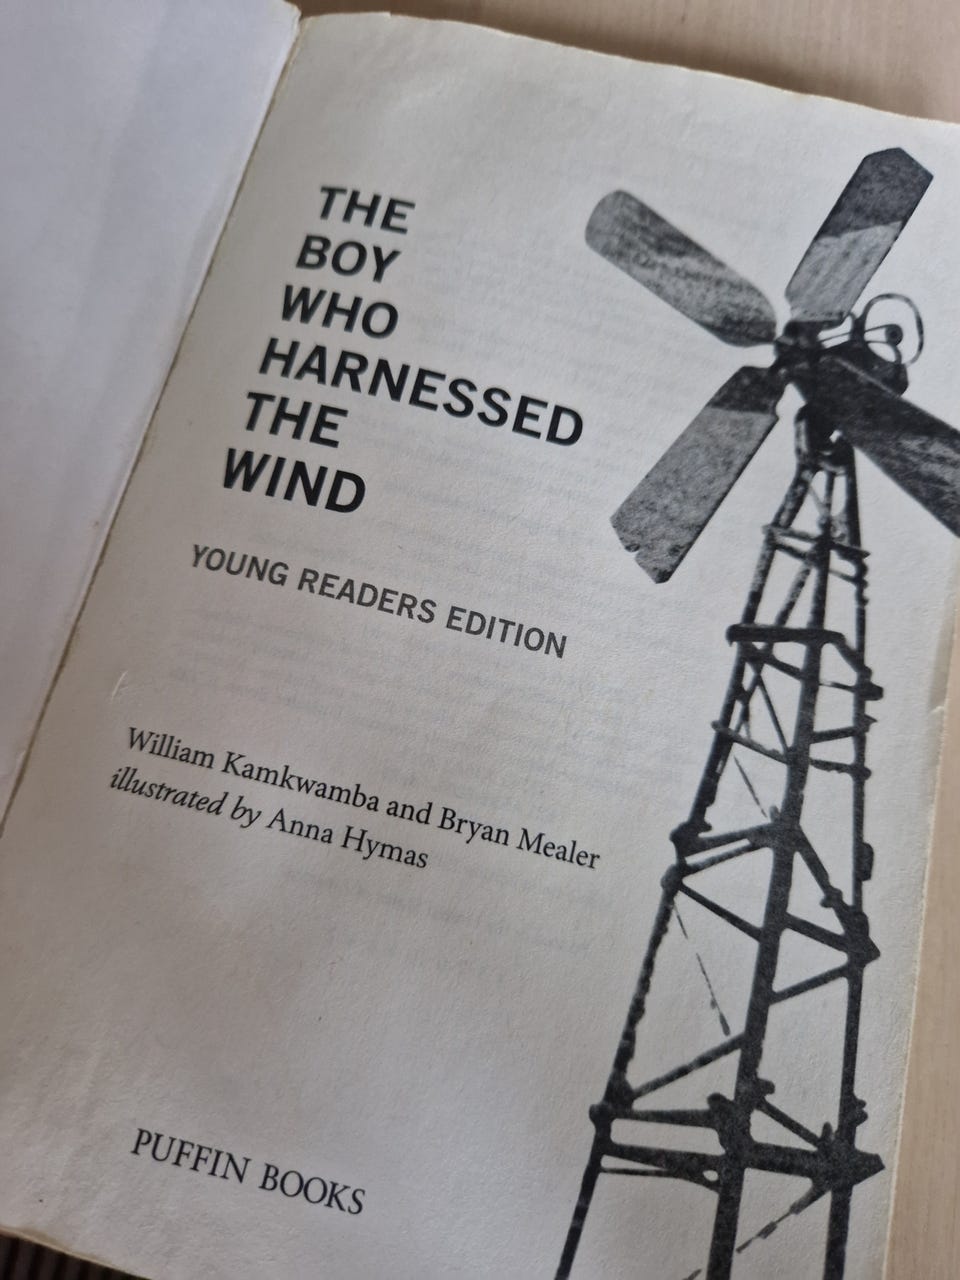 THE
BOY
WHO
HARNESSED
THE
WIND
YOUNG READERS EDITION
William Kamkwamba and Bryan Mealer
illustrated by Anna Hymas
PUFFIN BOOKS